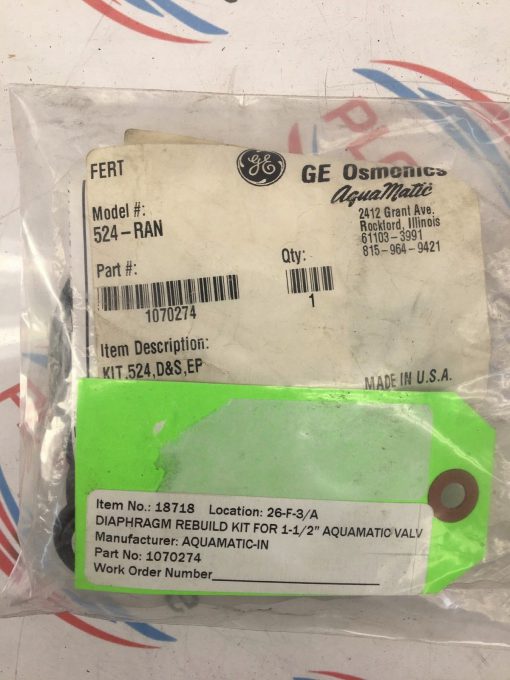 FERT
GE
GE Osmonics
AquaMatic
2412 Grant Ave.
Rockford, Illinois
61103-3991
815-964-9421
Model #:
524-RAN
Part #:
1070274
Qty:
1
Item Description:
KIT,524,D&S,EP
MADE IN U.S.A.
Item No.: 18718 Location: 26-F-3/A
DIAPHRAGM REBUILD KIT FOR 1-1/2" AQUAMATIC VALV
Manufacturer: AQUAMATIC-IN
Part No: 1070274
Work Order Number